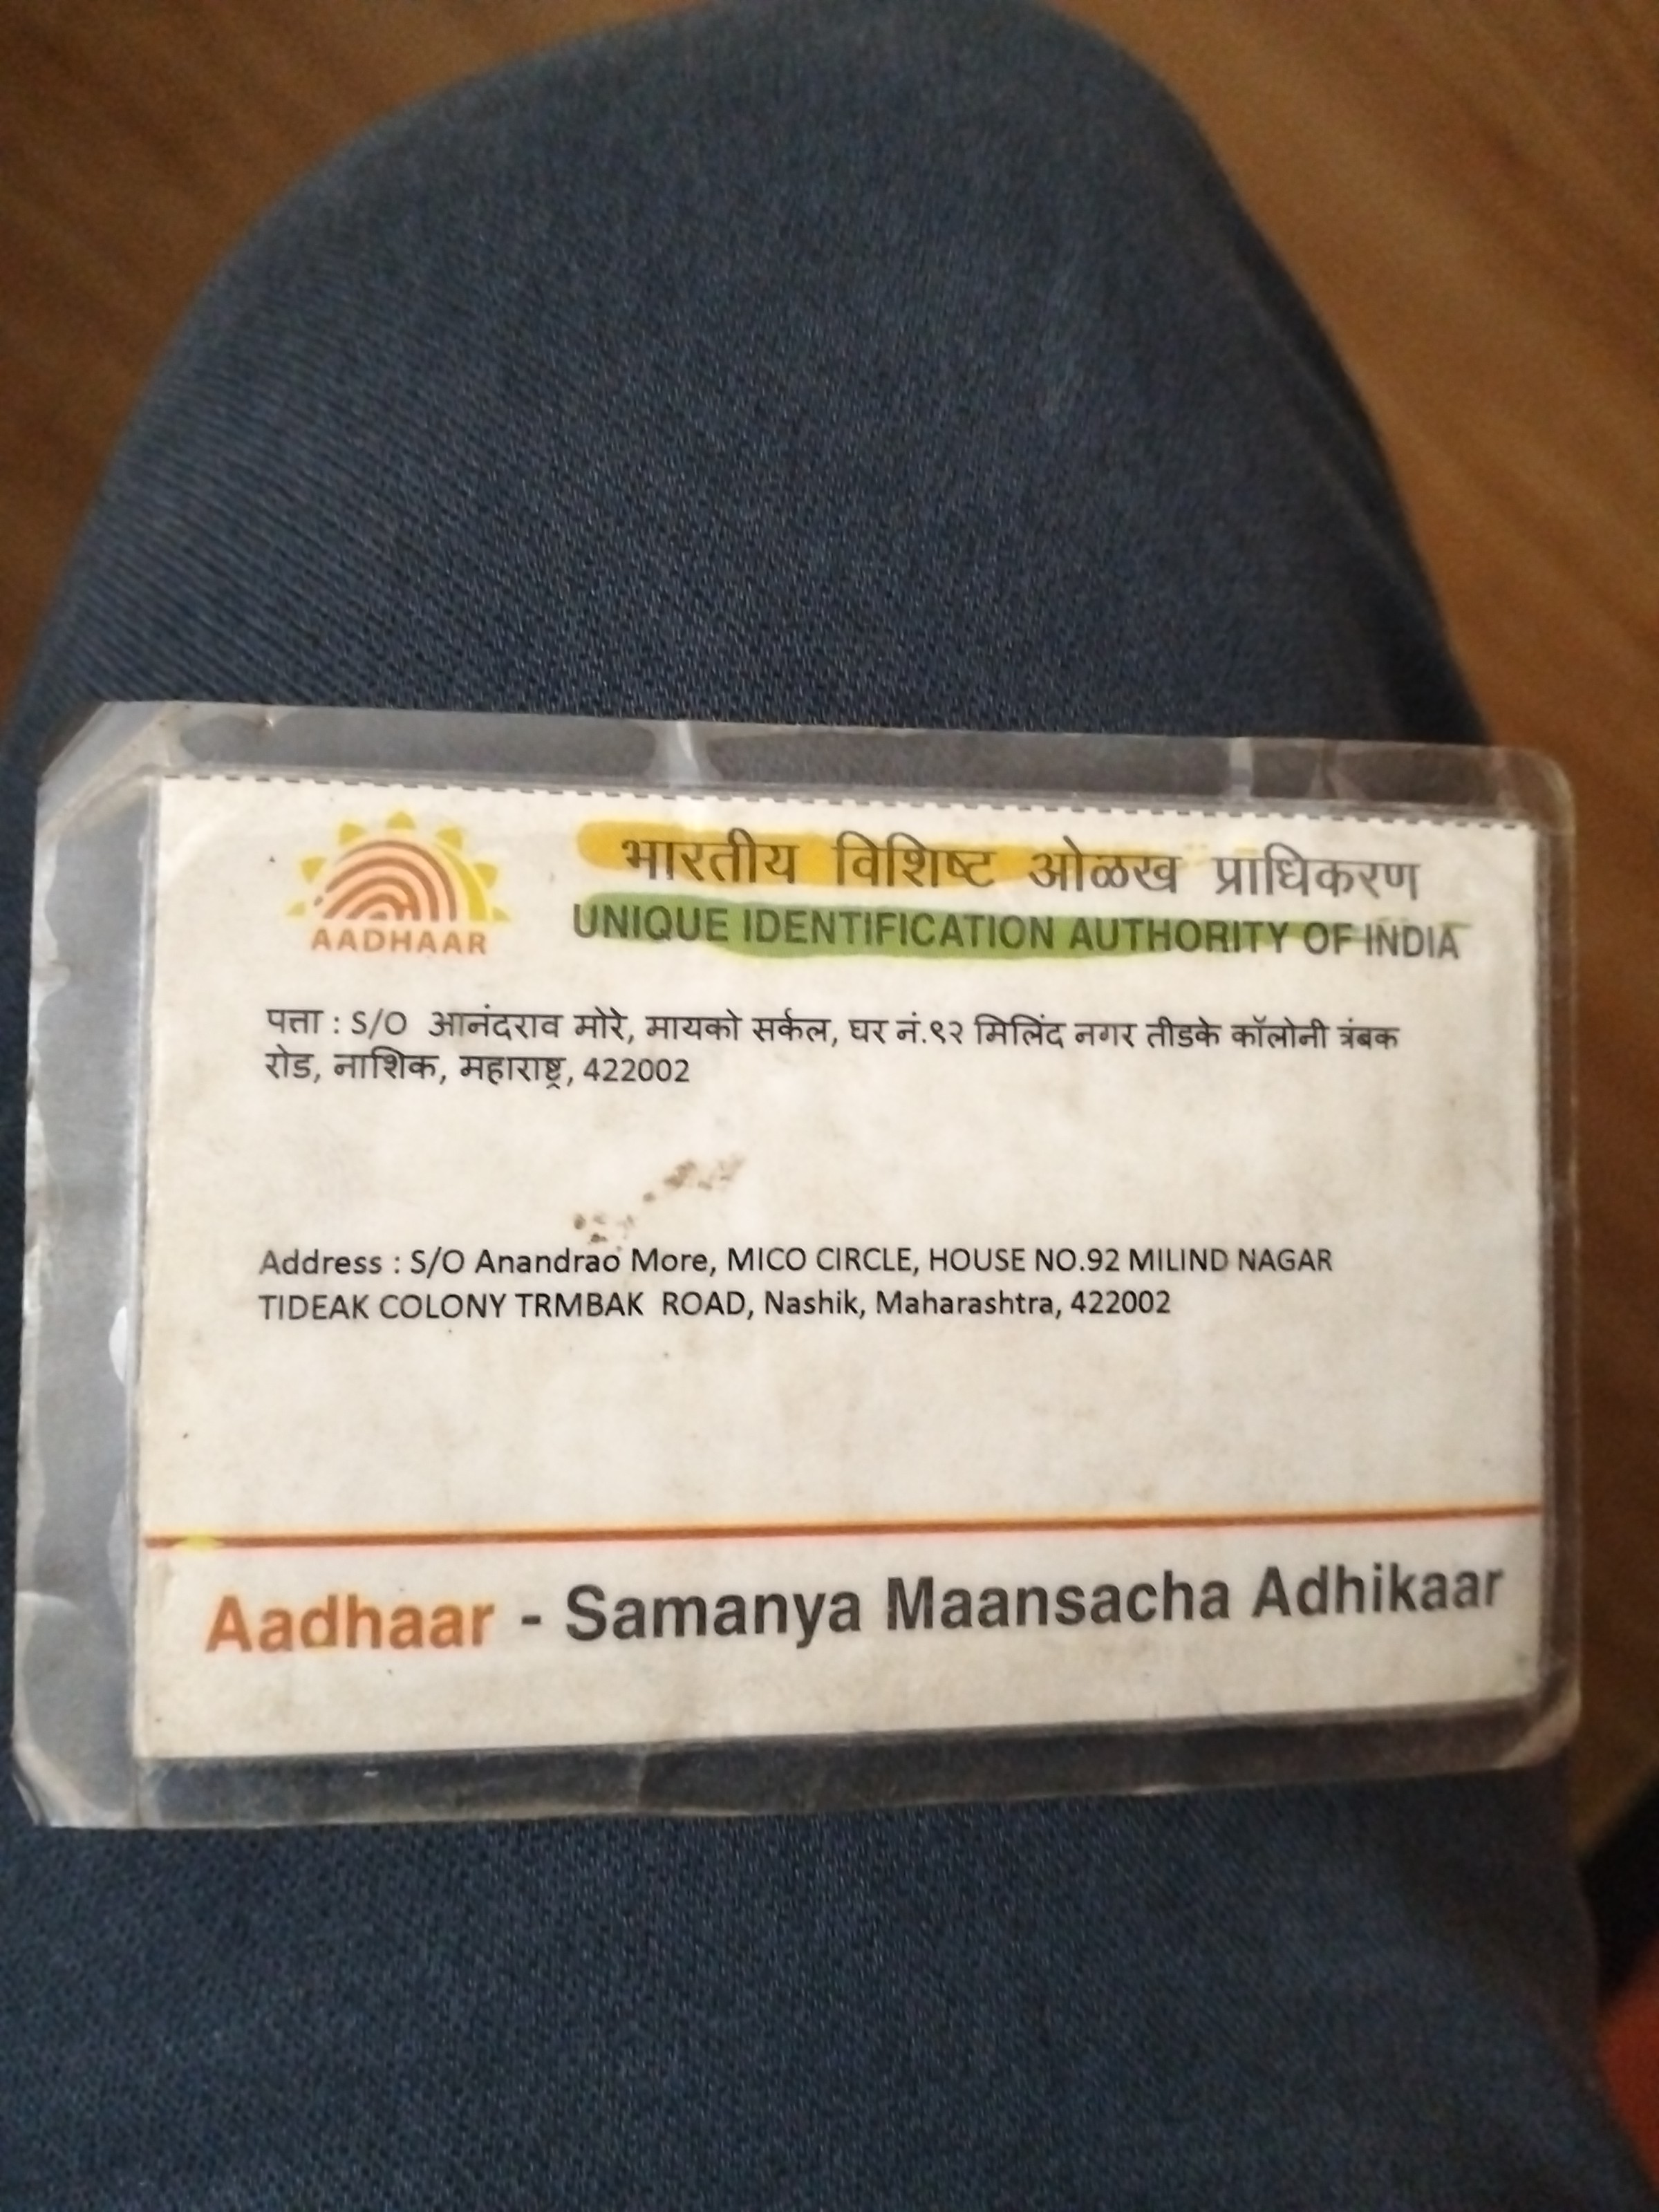 AADHAAR
भारतीय विशिष्ट ओळख प्राधिकरण
UNIQUE IDENTIFICATION AUTHORITY OF INDIA
पत्ता : S/O आनंदराव मोरे, मायको सर्कल, घर नं.९२ मिलिंद नगर तीडके कॉलोनी त्रंबक
रोड, नाशिक, महाराष्ट्र, 422002
Address : S/O Anandrao More, MICO CIRCLE, HOUSE NO.92 MILIND NAGAR
TIDEAK COLONY TRMBAK ROAD, Nashik, Maharashtra, 422002
Aadhaar - Samanya Maansacha Adhikaar